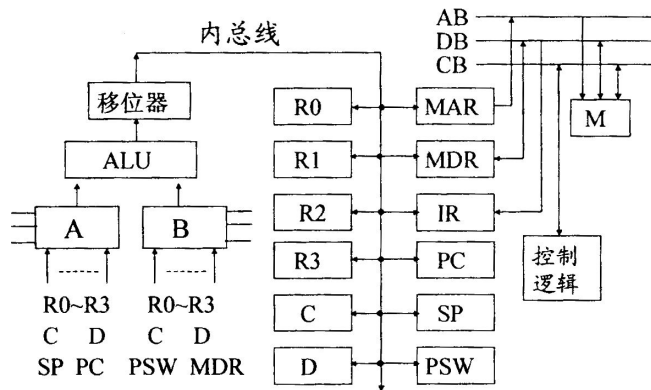 内总线
AB
DB
CB
移位器
ALU
A
B
R0~R3
C D
SP PC
R0~R3
C D
PSW MDR
R0
R1
R2
R3
C
D
MAR
MDR
IR
PC
SP
PSW
M
控制
逻辑